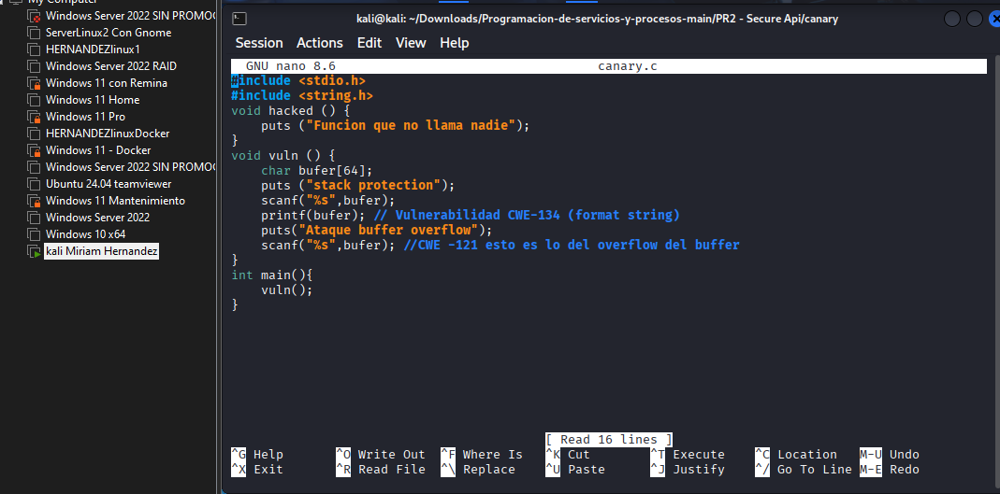 My Computer
Windows Server 2022 SIN PROMOC
ServerLinux2 Con Gnome
HERNANDEZlinux1
Windows Server 2022 RAID
Windows 11 con Remina
Windows 11 Home
Windows 11 Pro
HERNANDEZlinuxDocker
Windows 11 - Docker
Windows Server 2022 SIN PROMOC
Ubuntu 24.04 teamviewer
Windows 11 Mantenimiento
Windows Server 2022
Windows 10 x64
kali Miriam Hernandez
kali@kali: ~/Downloads/Programacion-de-servicios-y-procesos-main/PR2 - Secure Api/canary
Session Actions Edit View Help
GNU nano 8.6 canary.c
#include <stdio.h>
#include <string.h>
void hacked () {
    puts ("Funcion que no llama nadie");
}
void vuln () {
    char bufer[64];
    puts ("stack protection");
    scanf("%s",bufer);
    printf(bufer); // Vulnerabilidad CWE-134 (format string)
    puts("Ataque buffer overflow");
    scanf("%s",bufer); //CWE -121 esto es lo del overflow del buffer
}
int main(){
    vuln();
}
[ Read 16 lines ]
^G Help ^O Write Out ^F Where Is ^K Cut ^T Execute ^C Location M-U Undo
^X Exit ^R Read File ^\ Replace ^U Paste ^J Justify ^/ Go To Line M-E Redo